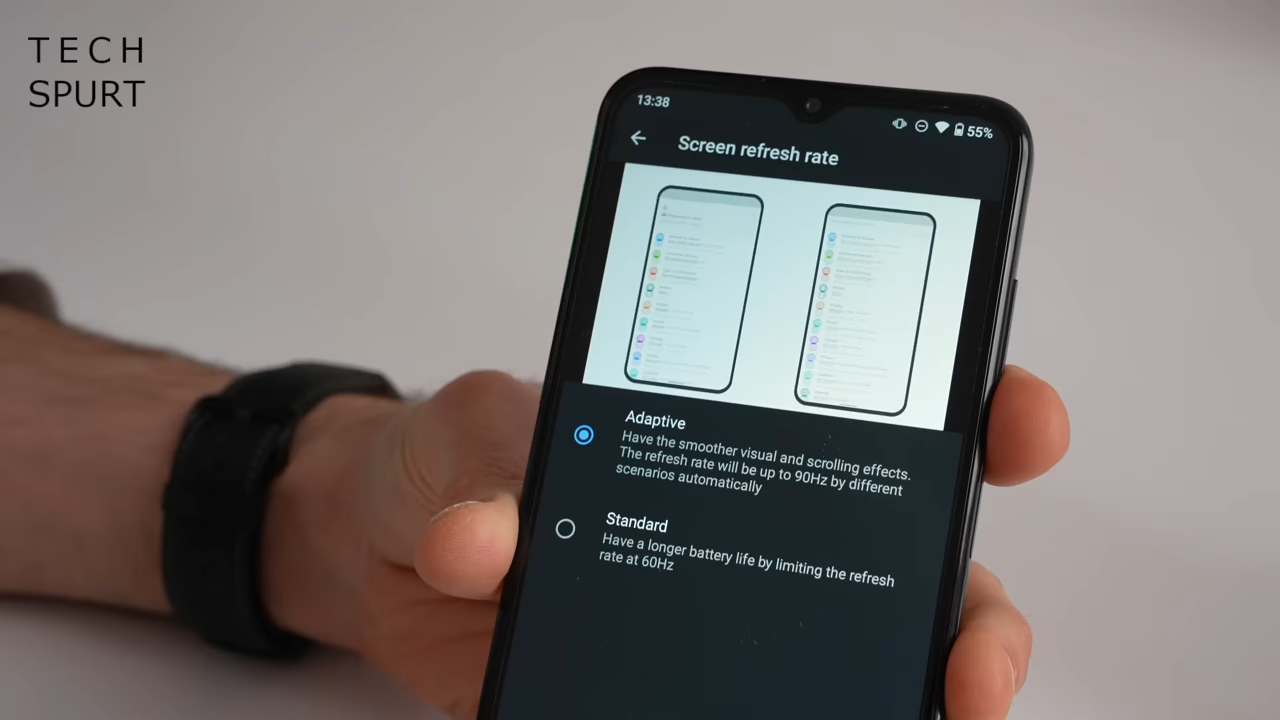 TECH
SPURT
13:38
55%
Screen refresh rate
Adaptive
Have the smoother visual and scrolling effects.
The refresh rate will be up to 90Hz by different
scenarios automatically
Standard
Have a longer battery life by limiting the refresh
rate at 60Hz